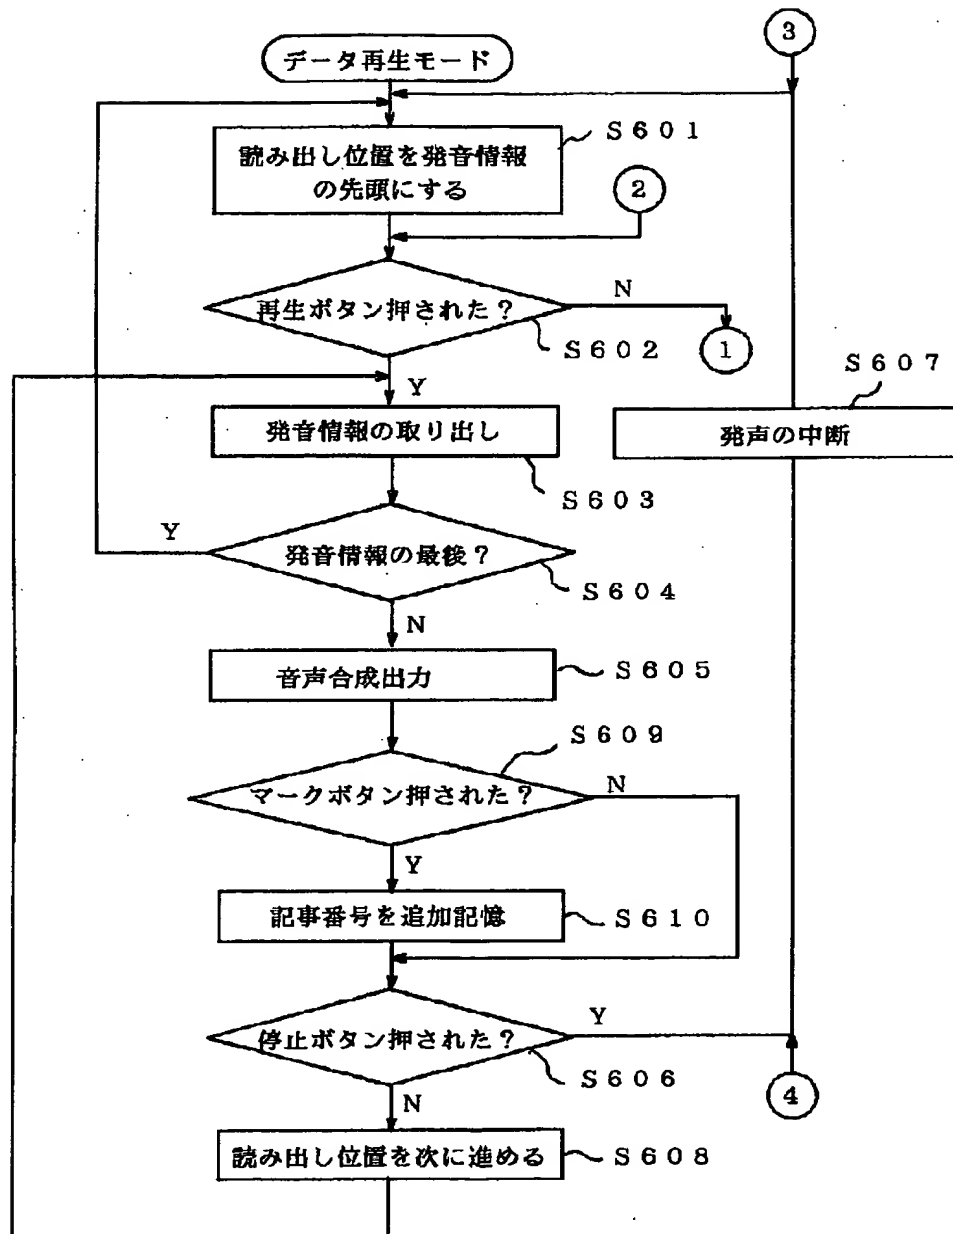 ③
データ再生モード
S601
読み出し位置を発音情報
の先頭にする
②
再生ボタン押された？
N
S602
①
S607
Y
発音情報の取り出し
発声の中断
S603
Y
発音情報の最後？
S604
N
音声合成出力
S605
S609
マークボタン押された？
N
Y
記事番号を追加記憶
S610
停止ボタン押された？
Y
S606
④
N
読み出し位置を次に進める
S608